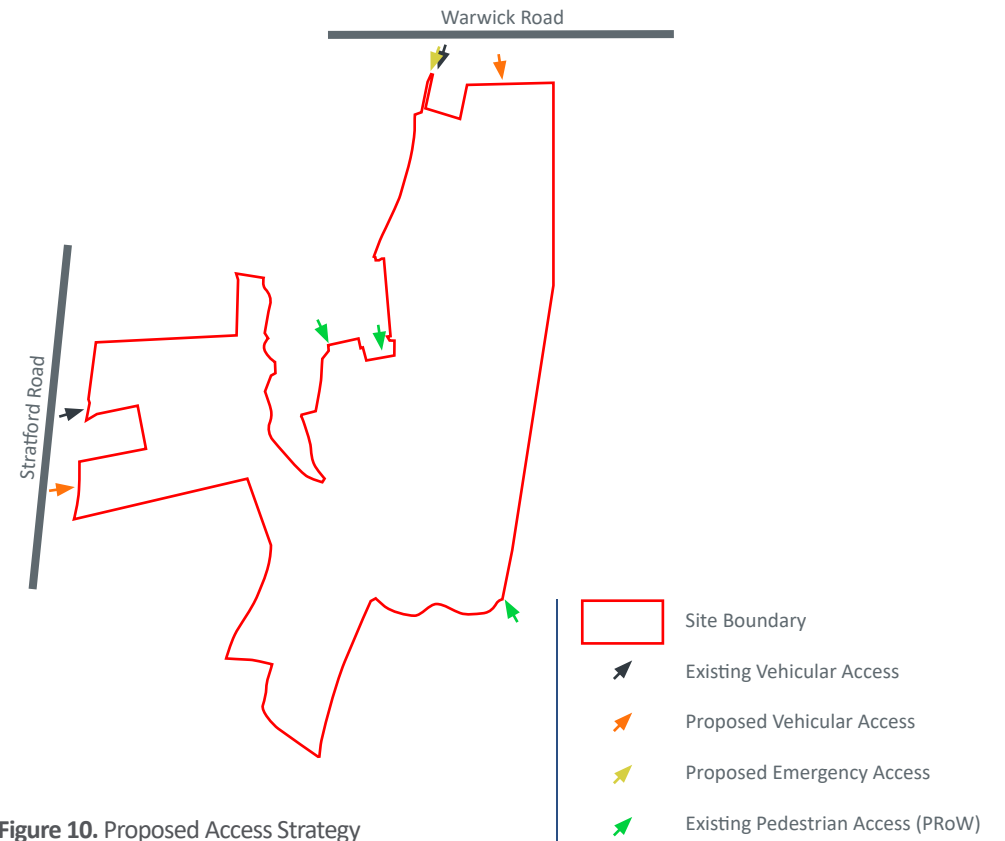 Warwick Road
Stratford Road
Site Boundary
Existing Vehicular Access
Proposed Vehicular Access
Proposed Emergency Access
Existing Pedestrian Access (PRoW)
Figure 10. Proposed Access Strategy